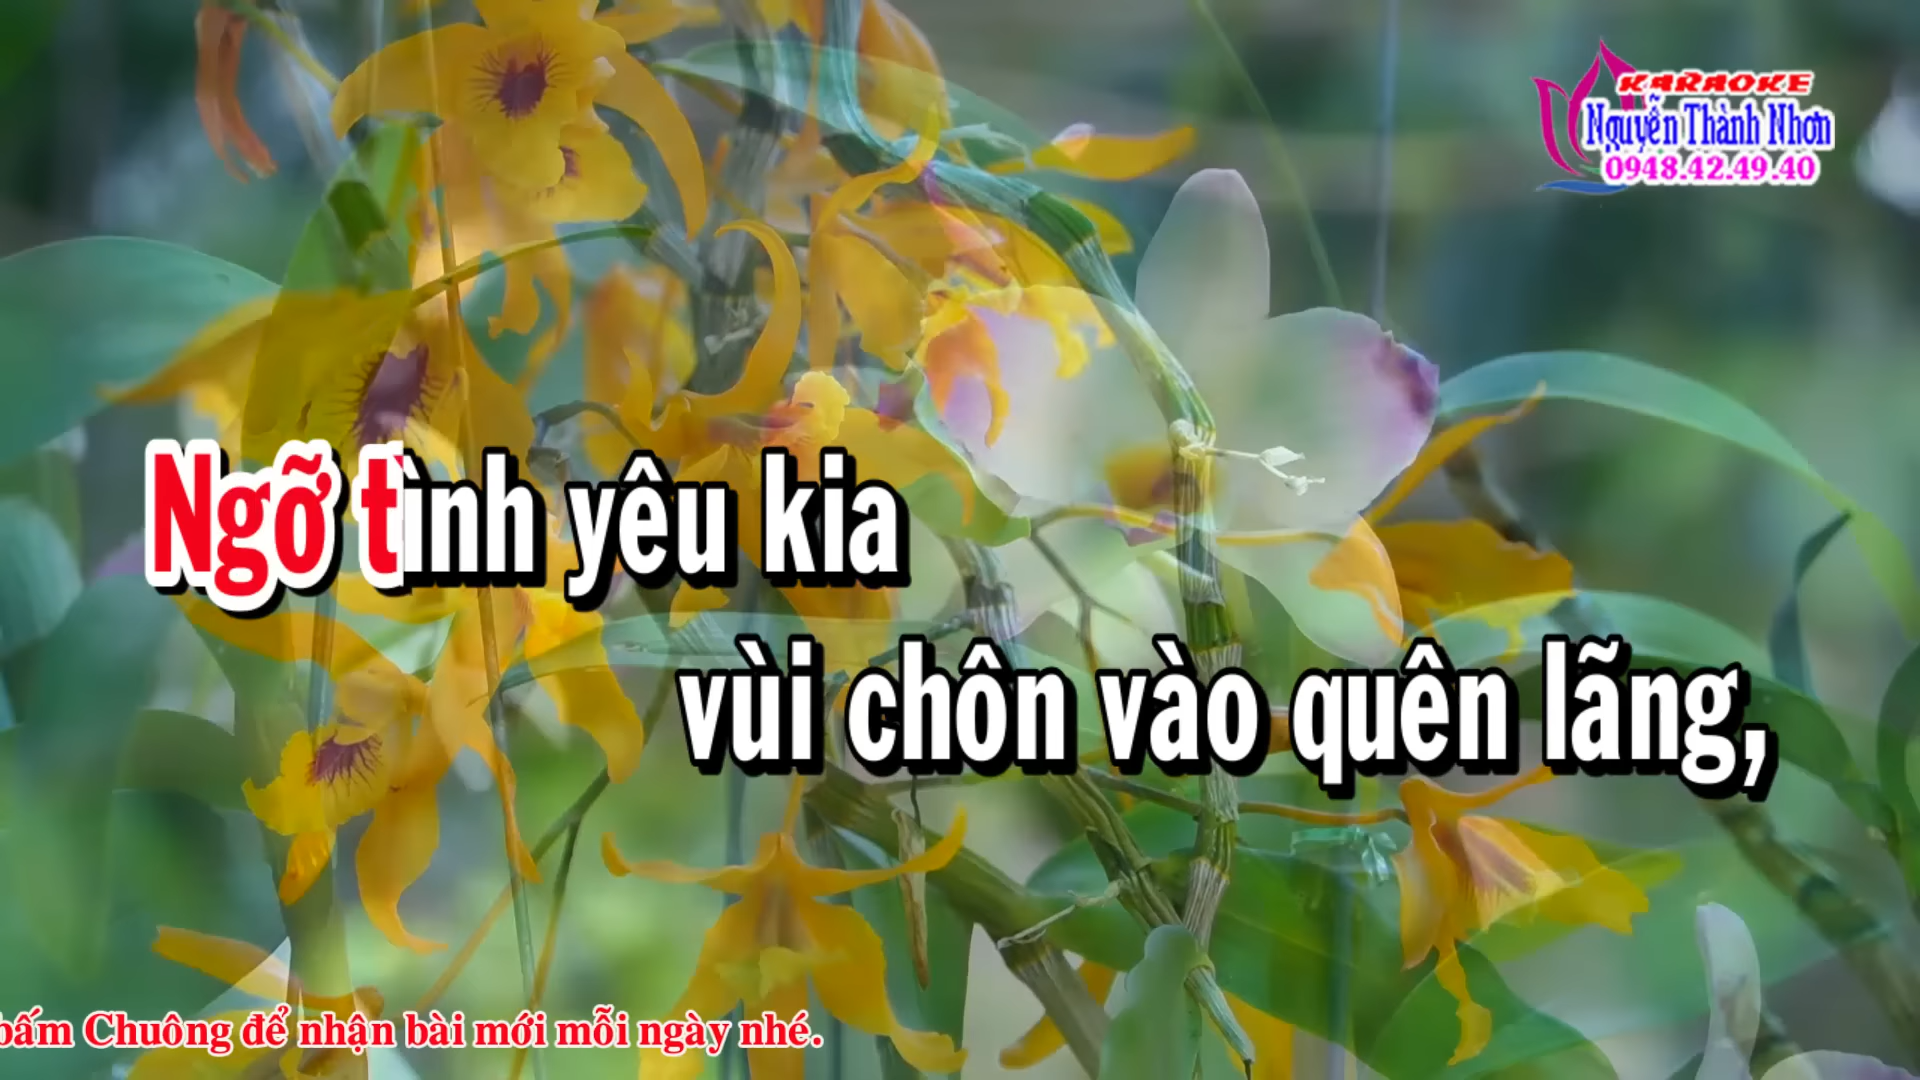 KARAOKE
Nguyễn Thành Nhơn
0948.42.49.40
Ngỡ tình yêu kia
vùi chôn vào quên lãng,
bấm Chuông để nhận bài mới mỗi ngày nhé.